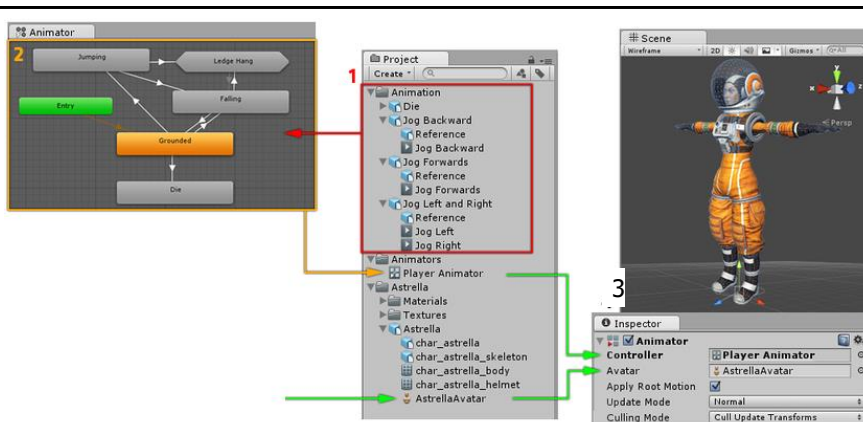 Animator
2
Jumping
Ledge Hang
Falling
Entry
Grounded
Die
1
Project
Create
Animation
Die
Jog Backward
Reference
Jog Backward
Jog Forwards
Reference
Jog Forwards
Jog Left and Right
Reference
Jog Left
Jog Right
Animators
Player Animator
Astrella
Materials
Textures
Astrella
char_astrella
char_astrella_skeleton
char_astrella_body
char_astrella_helmet
AstrellaAvatar
# Scene
Wireframe 2D Gizmos All
y
x z
Persp
3
Inspector
Animator
Controller Player Animator
Avatar AstrellaAvatar
Apply Root Motion
Update Mode Normal
Culling Mode Cull Update Transforms